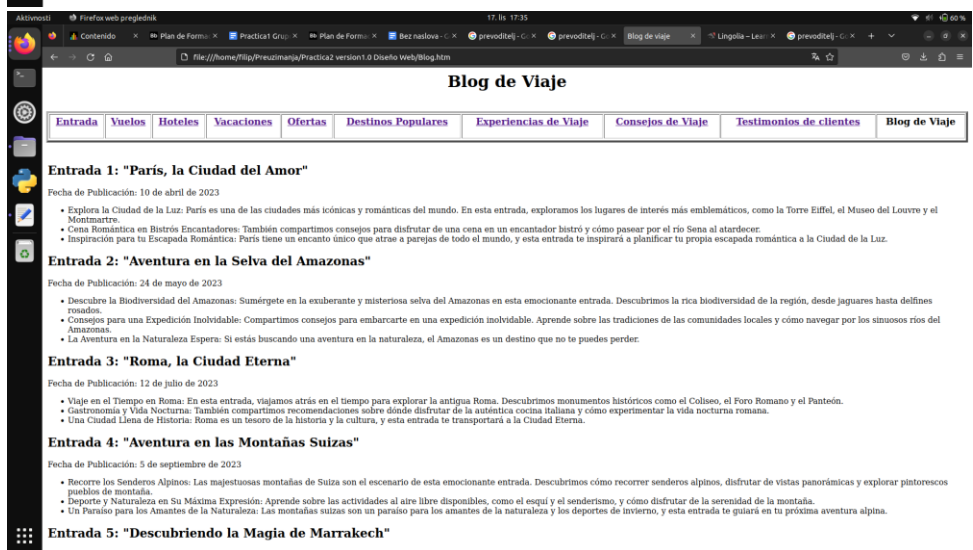 Aktivnosti Firefox web preglednik 17. lis 17:35 60 %
Contenido Plan de Forma Practica1 Grup Bez naslova - G prevoditelj - Go prevoditelj - Go Blog de viaje Lingolia – Lear prevoditelj - Go
file:///home/filip/Preuzimanja/Practica2 version1.0 Diseño Web/Blog.htm
Blog de Viaje
Entrada Vuelos Hoteles Vacaciones Ofertas Destinos Populares Experiencias de Viaje Consejos de Viaje Testimonios de clientes Blog de Viaje
Entrada 1: "París, la Ciudad del Amor"
Fecha de Publicación: 10 de abril de 2023
• Explora la Ciudad de la Luz: París es una de las ciudades más icónicas y románticas del mundo. En esta entrada, exploramos los lugares de interés más emblemáticos, como la Torre Eiffel, el Museo del Louvre y el
Montmartre.
• Cena Romántica en Bistrós Encantadores: También compartimos consejos para disfrutar de una cena en un encantador bistró y cómo pasear por el río Sena al atardecer.
• Inspiración para tu Escapada Romántica: París tiene un encanto único que atrae a parejas de todo el mundo, y esta entrada te inspirará a planificar tu propia escapada romántica a la Ciudad de la Luz.
Entrada 2: "Aventura en la Selva del Amazonas"
Fecha de Publicación: 24 de mayo de 2023
• Descubre la Biodiversidad del Amazonas: Sumérgete en la exuberante y misteriosa selva del Amazonas en esta emocionante entrada. Descubrimos la rica biodiversidad de la región, desde jaguares hasta delfines
rosados.
• Consejos para una Expedición Inolvidable: Compartimos consejos para embarcarte en una expedición inolvidable. Aprende sobre las tradiciones de las comunidades locales y cómo navegar por los sinuosos ríos del
Amazonas.
• La Aventura en la Naturaleza Espera: Si estás buscando una aventura en la naturaleza, el Amazonas es un destino que no te puedes perder.
Entrada 3: "Roma, la Ciudad Eterna"
Fecha de Publicación: 12 de julio de 2023
• Viaje en el Tiempo en Roma: En esta entrada, viajamos atrás en el tiempo para explorar la antigua Roma. Descubrimos monumentos históricos como el Coliseo, el Foro Romano y el Panteón.
• Gastronomía y Vida Nocturna: También compartimos recomendaciones sobre dónde disfrutar de la auténtica cocina italiana y cómo experimentar la vida nocturna romana.
• Una Ciudad Llena de Historia: Roma es un tesoro de la historia y la cultura, y esta entrada te transportará a la Ciudad Eterna.
Entrada 4: "Aventura en las Montañas Suizas"
Fecha de Publicación: 5 de septiembre de 2023
• Recorre los Senderos Alpinos: Las majestuosas montañas de Suiza son el escenario de esta emocionante entrada. Descubrimos cómo recorrer senderos alpinos, disfrutar de vistas panorámicas y explorar pintorescos
pueblos de montaña.
• Deporte y Naturaleza en Su Máxima Expresión: Aprende sobre las actividades al aire libre disponibles, como el esquí y el senderismo, y cómo disfrutar de la serenidad de la montaña.
• Un Paraíso para los Amantes de la Naturaleza: Las montañas suizas son un paraíso para los amantes de la naturaleza y los deportes de invierno, y esta entrada te guiará en tu próxima aventura alpina.
Entrada 5: "Descubriendo la Magia de Marrakech"